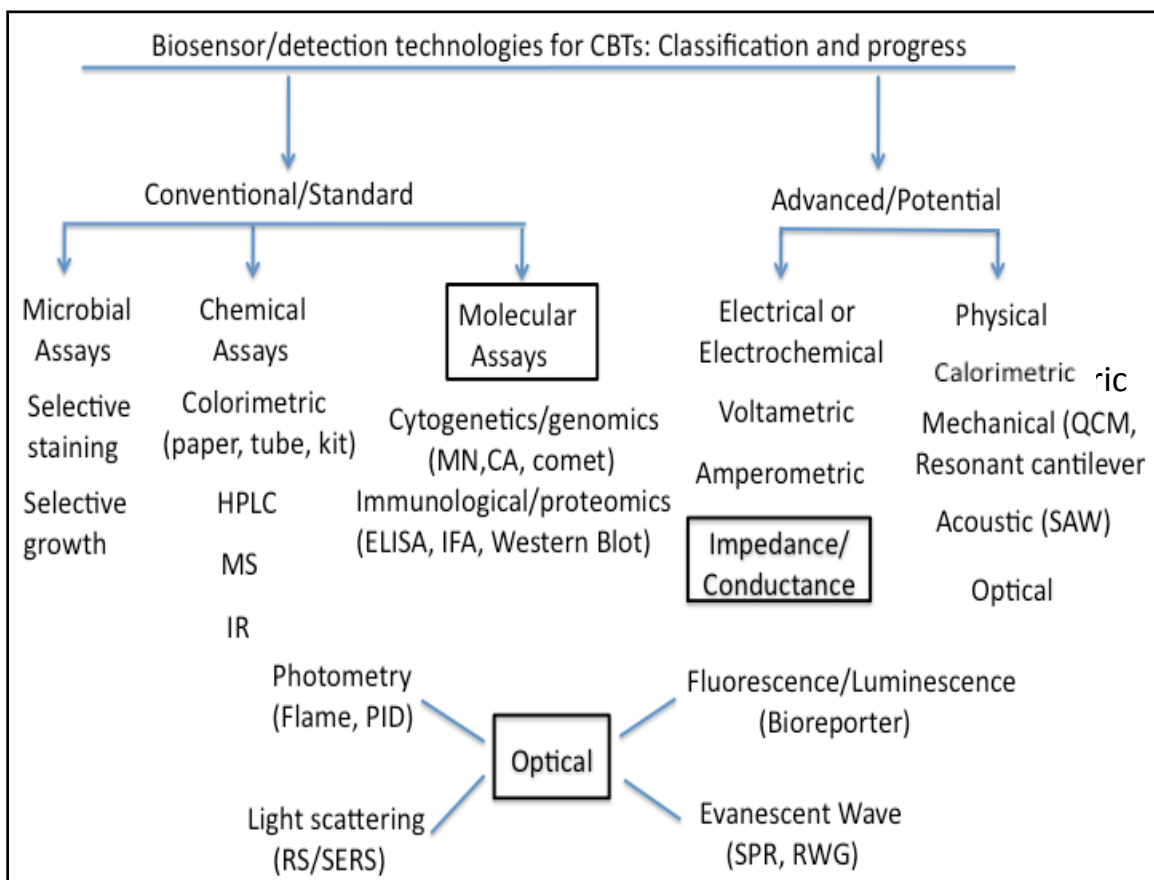 Biosensor/detection technologies for CBTs: Classification and progress
Conventional/Standard
Advanced/Potential
Microbial
Assays
Selective
staining
Selective
growth
Chemical
Assays
Colorimetric
(paper, tube, kit)
HPLC
MS
IR
Molecular
Assays
Cytogenetics/genomics
(MN,CA, comet)
Immunological/proteomics
(ELISA, IFA, Western Blot)
Electrical or
Electrochemical
Voltametric
Amperometric
Impedance/
Conductance
Physical
Calorimetric
Mechanical (QCM,
Resonant cantilever
Acoustic (SAW)
Optical
Photometry
(Flame, PID)
Fluorescence/Luminescence
(Bioreporter)
Optical
Light scattering
(RS/SERS)
Evanescent Wave
(SPR, RWG)